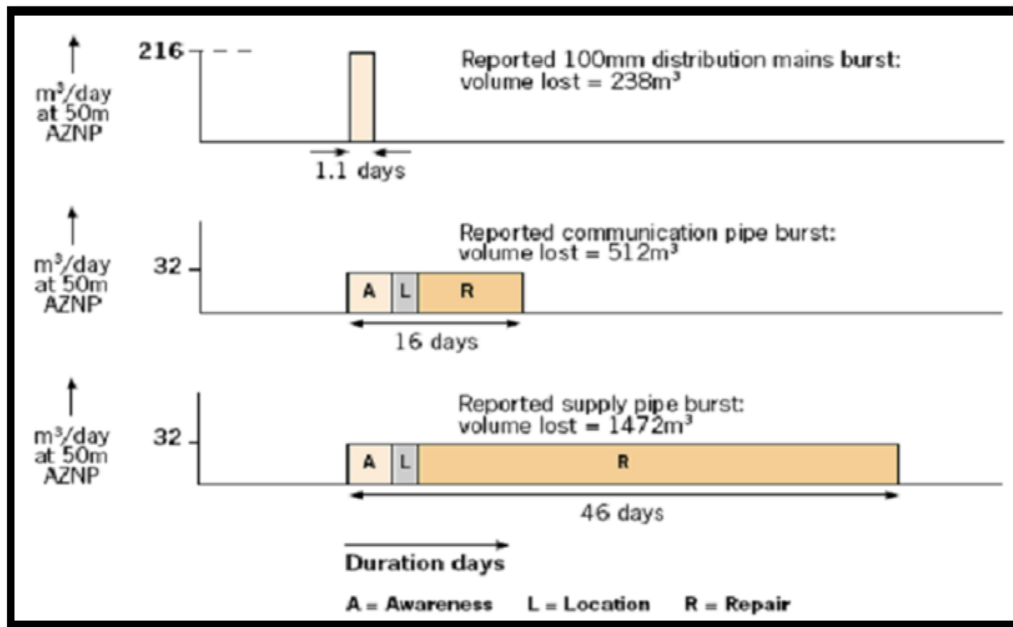 216
m³/day
at 50m
AZNP
Reported 100mm distribution mains burst:
volume lost = 238m³
1.1 days
m³/day
at 50m
AZNP
32
Reported communication pipe burst:
volume lost = 512m³
A L R
16 days
m³/day
at 50m
AZNP
32
Reported supply pipe burst:
volume lost = 1472m³
A L R
46 days
Duration days
A = Awareness L = Location R = Repair